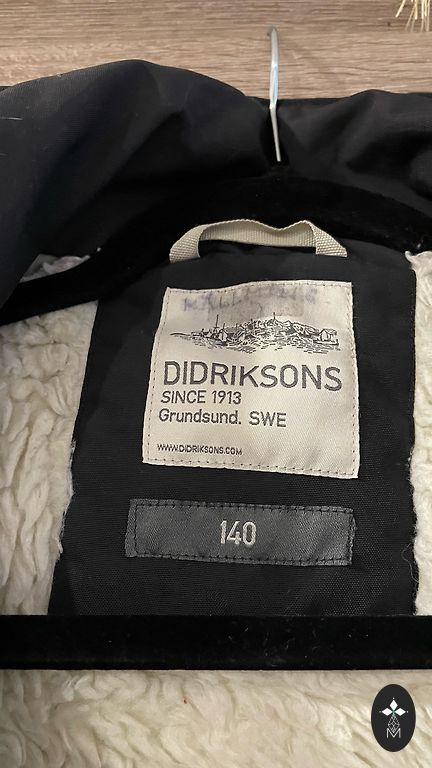 DIDRIKSONS
SINCE 1913
Grundsund. SWE
WWW.DIDRIKSONS.COM
140
M